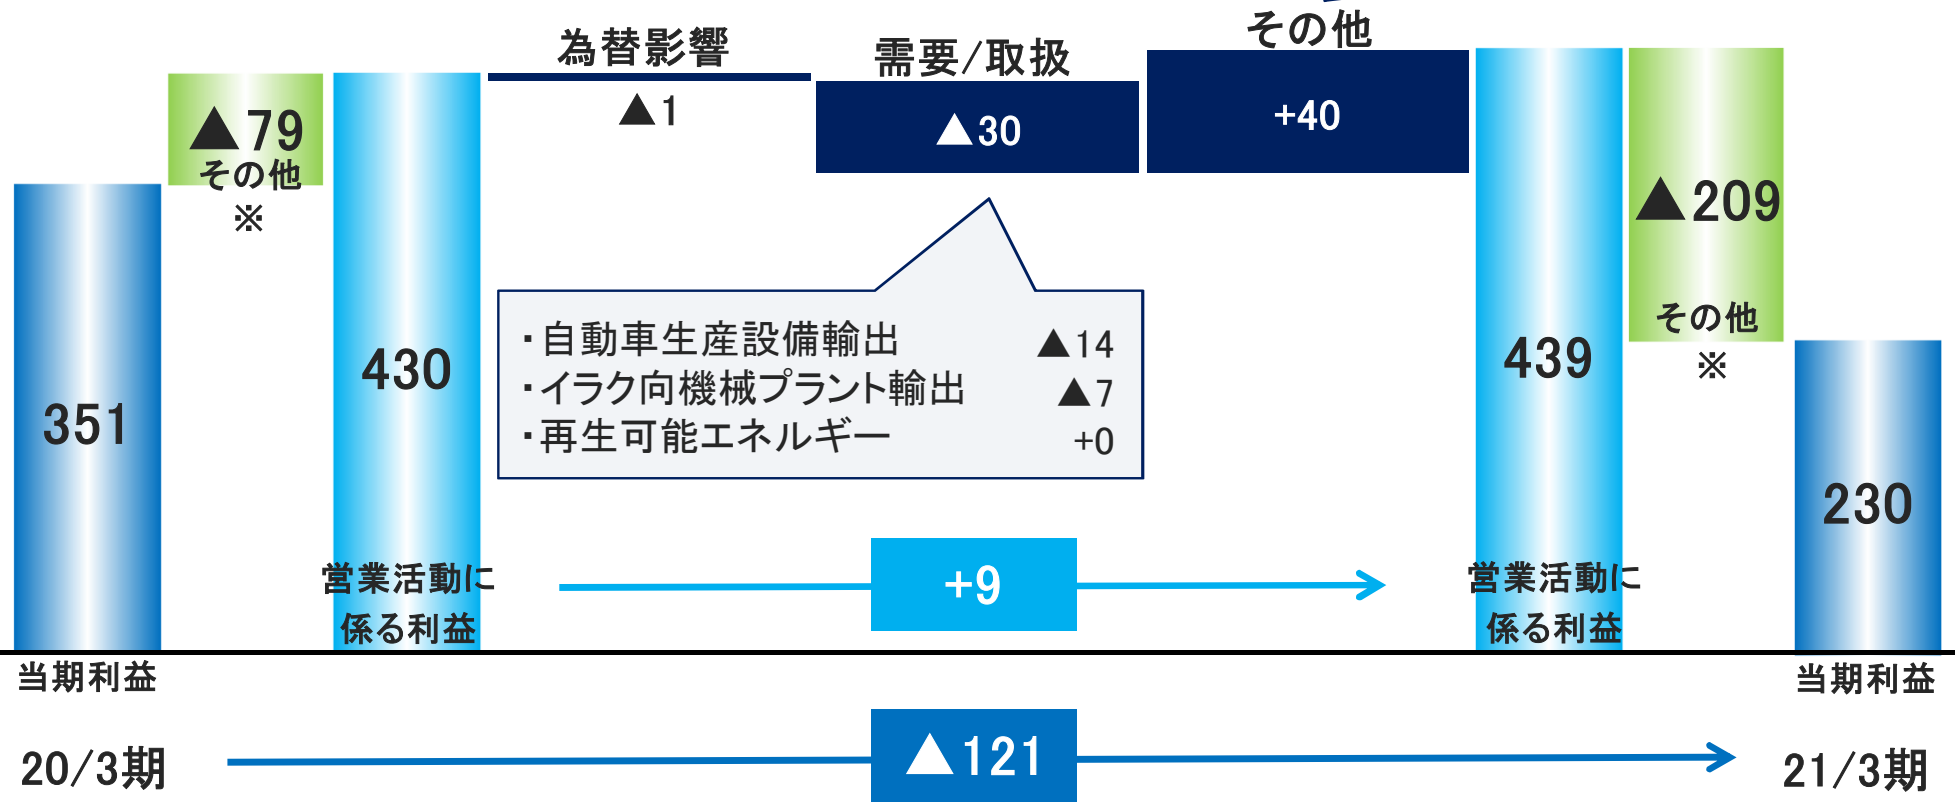 351
当期利益
20/3期
▲79
その他
※
430
営業活動に
係る利益
為替影響
▲1
需要/取扱
▲30
その他
+40
・自動車生産設備輸出 ▲14
・イラク向機械プラント輸出 ▲7
・再生可能エネルギー +0
+9
▲121
439
営業活動に
係る利益
▲209
その他
※
230
当期利益
21/3期